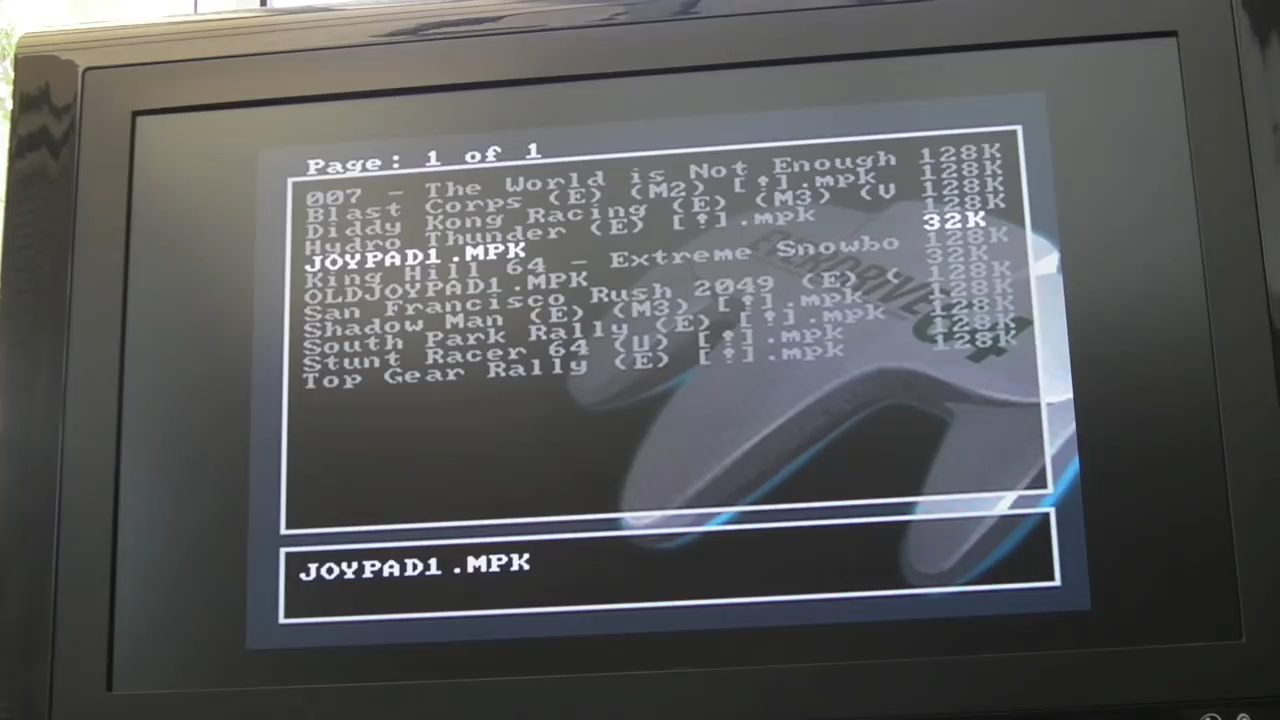 Page: 1 of 1
007 - The World is Not Enough 128K
Blast Corps (E) (M2) [!].mpk 128K
Diddy Kong Racing (E) (M3) (V 128K
Hydro Thunder (E) [!].mpk 128K
JOYPAD1.MPK 32K
King Hill 64 - Extreme Snowbo 128K
OLDJOYPAD1.MPK 32K
San Francisco Rush 2049 (E) ( 128K
Shadow Man (E) (M3) [!].mpk 128K
South Park Rally (E) [!].mpk 128K
Stunt Racer 64 (U) [!].mpk 128K
Top Gear Rally (E) [!].mpk 128K
EVERDRIVE64
JOYPAD1.MPK